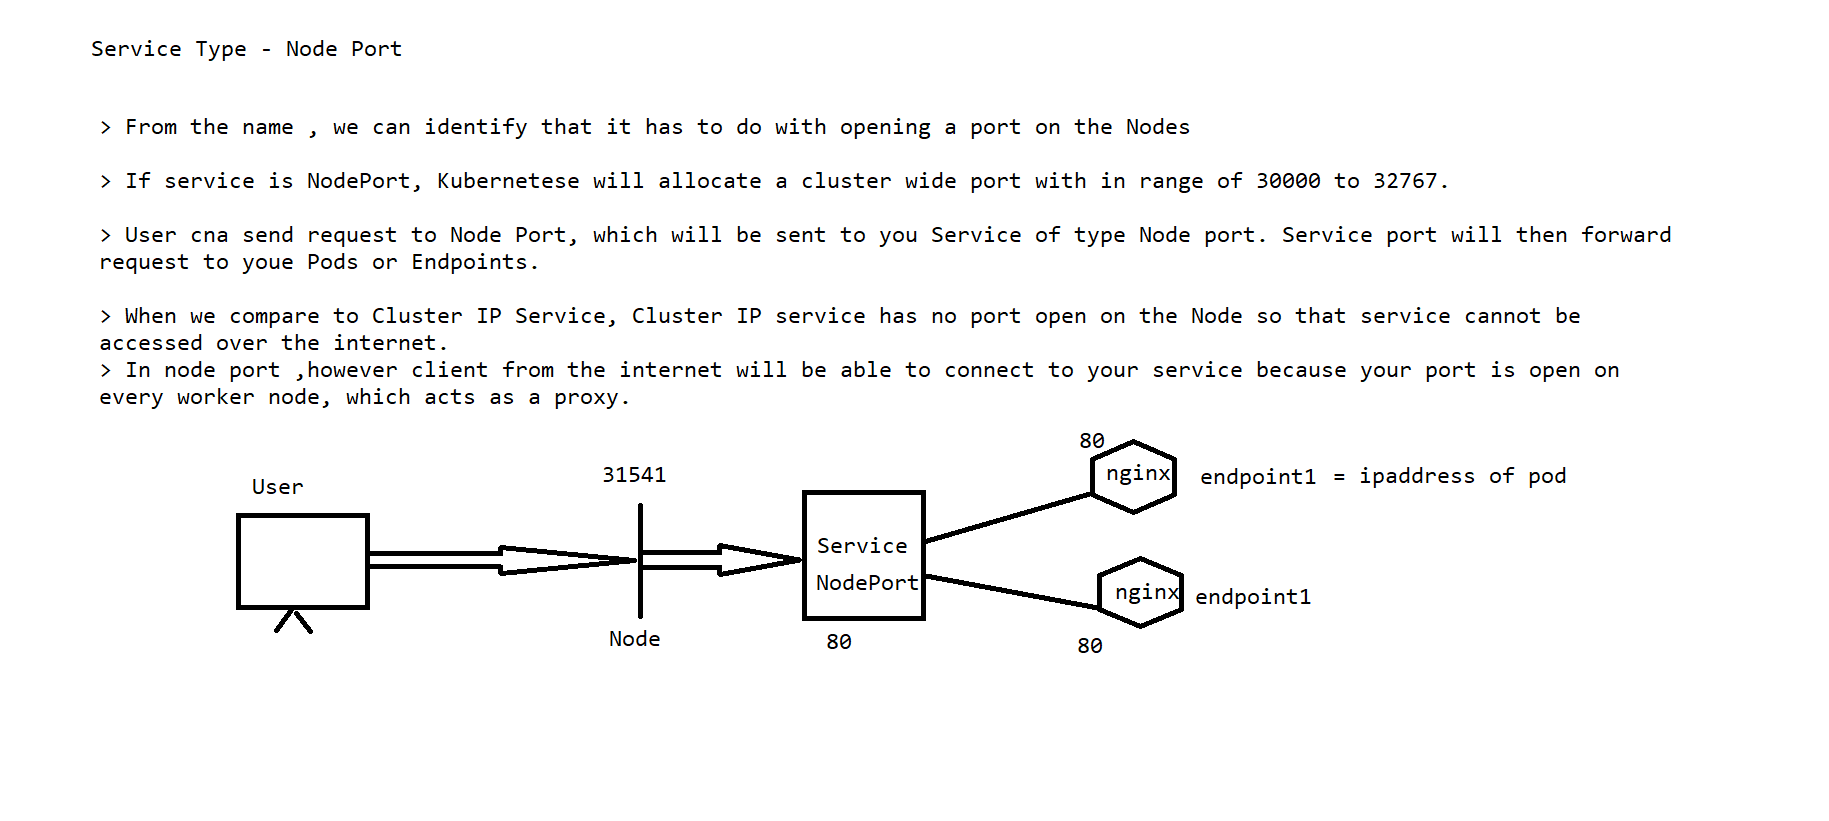 Service Type - Node Port
> From the name , we can identify that it has to do with opening a port on the Nodes
> If service is NodePort, Kubernetese will allocate a cluster wide port with in range of 30000 to 32767.
> User cna send request to Node Port, which will be sent to you Service of type Node port. Service port will then forward
request to youe Pods or Endpoints.
> When we compare to Cluster IP Service, Cluster IP service has no port open on the Node so that service cannot be
accessed over the internet.
> In node port ,however client from the internet will be able to connect to your service because your port is open on
every worker node, which acts as a proxy.
User
31541
Node
Service
NodePort
80
80
nginx
endpoint1 = ipaddress of pod
nginx
endpoint1
80